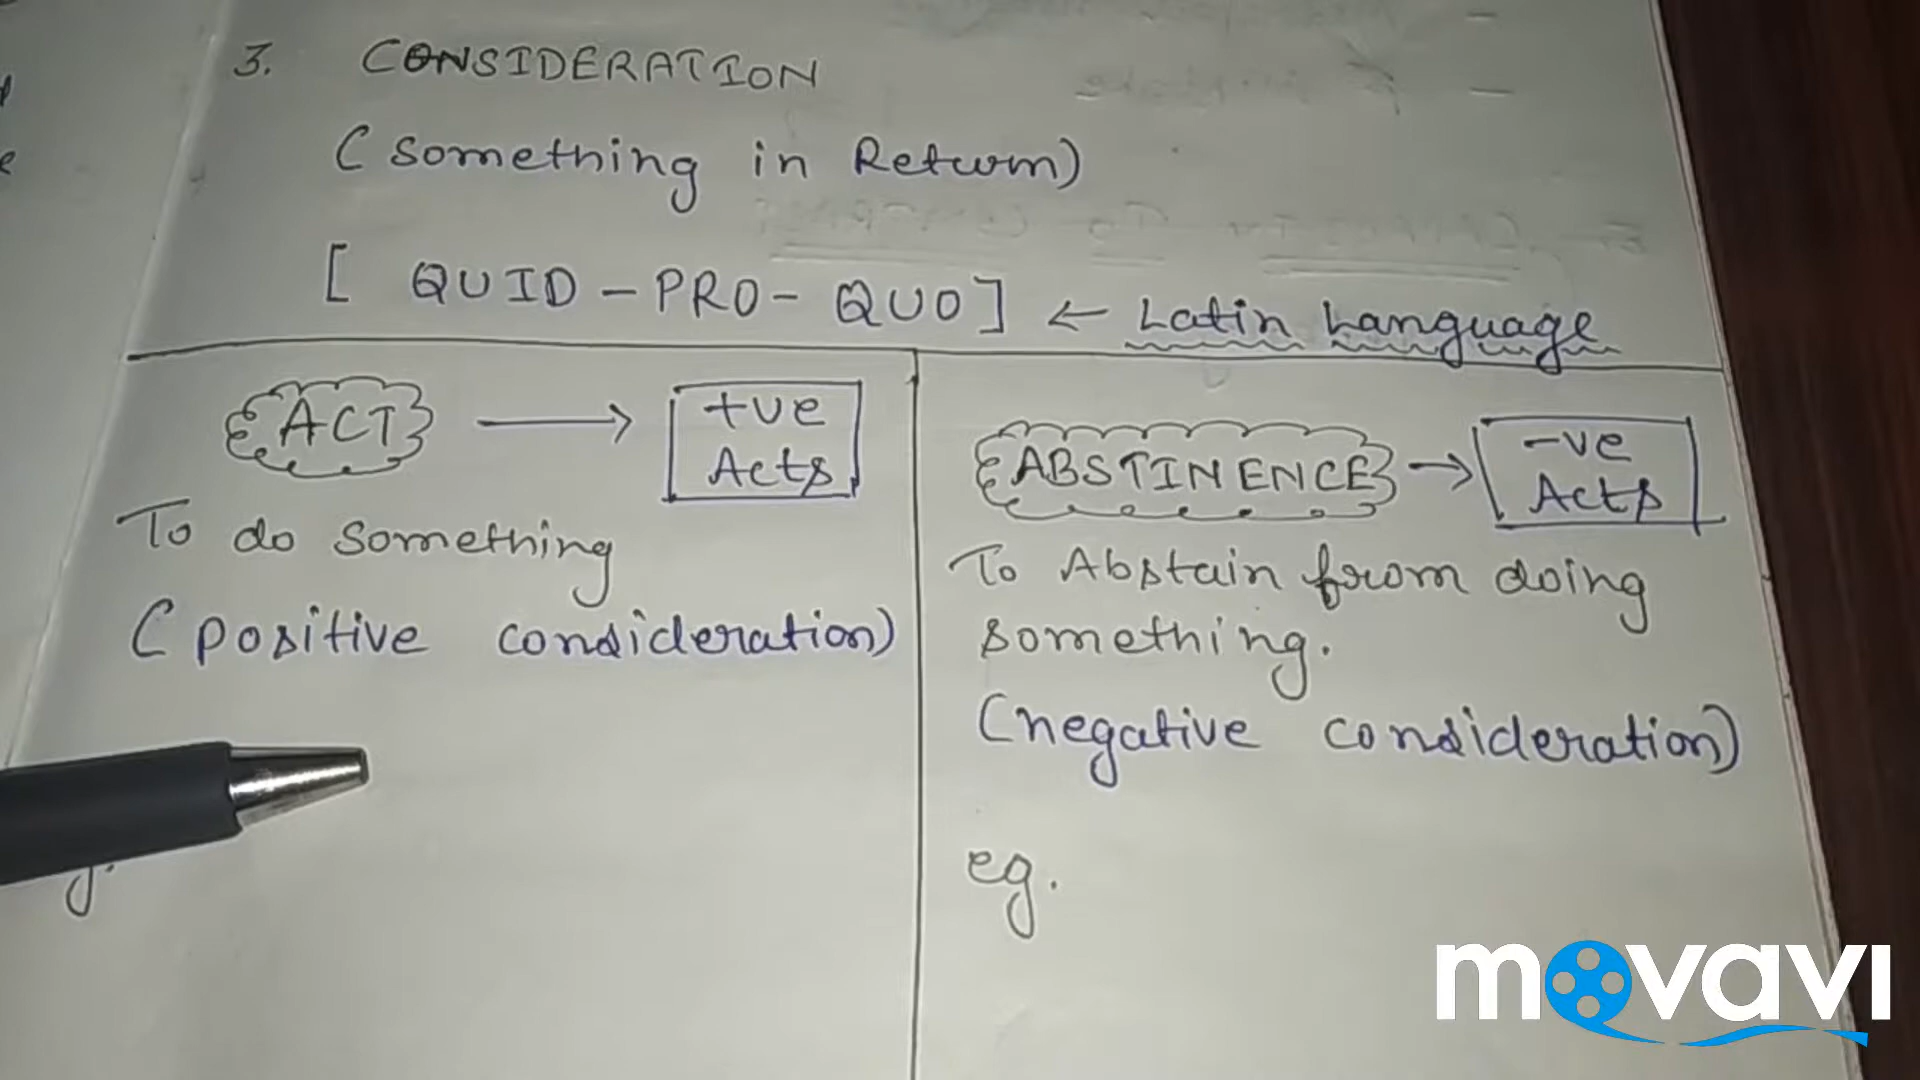 3. CONSIDERATION
(Something in Return)
[QUID-PRO-QUO] ← Latin Language
ACT → +ve Acts
To do something
(positive consideration)
ABSTINENCE → -ve Acts
To Abstain from doing
something.
(negative consideration)
eg.
movavi